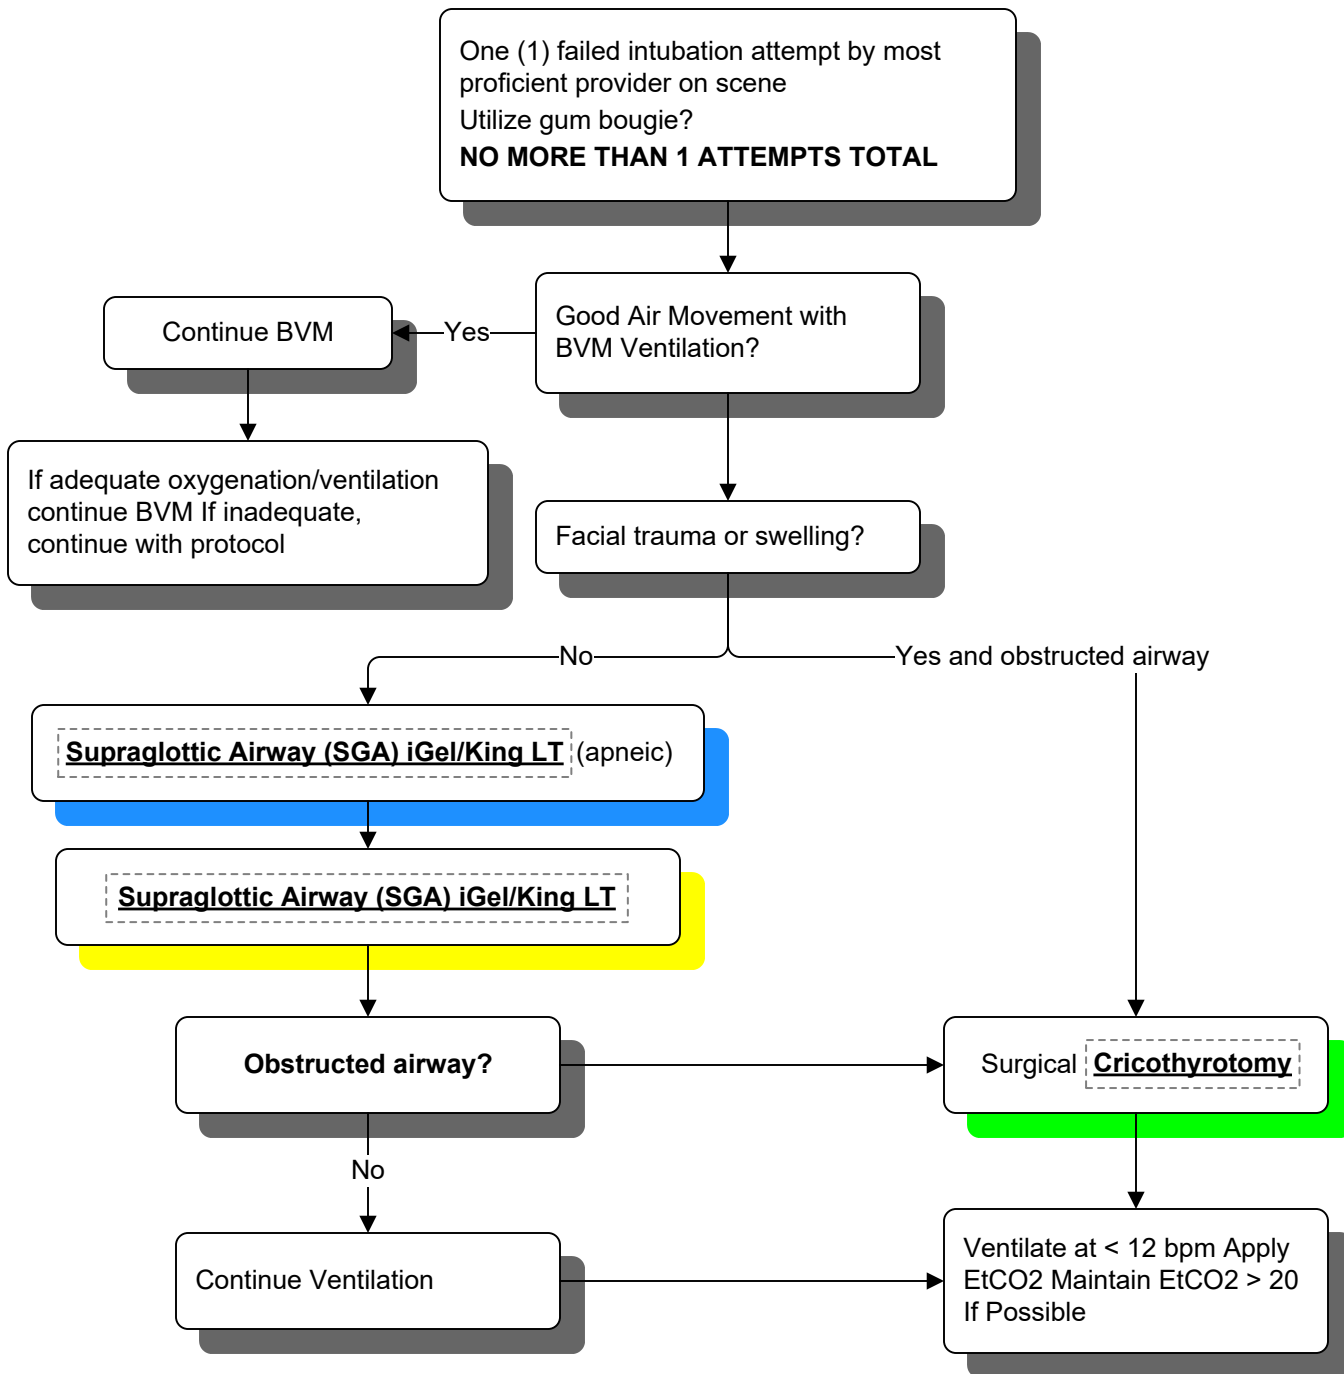 One (1) failed intubation attempt by most
proficient provider on scene
Utilize gum bougie?
NO MORE THAN 1 ATTEMPTS TOTAL
Good Air Movement with
BVM Ventilation?
Yes
Continue BVM
If adequate oxygenation/ventilation
continue BVM If inadequate,
continue with protocol
Facial trauma or swelling?
No
Yes and obstructed airway
Supraglottic Airway (SGA) iGel/King LT (apneic)
Supraglottic Airway (SGA) iGel/King LT
Obstructed airway?
Surgical Cricothyrotomy
No
Continue Ventilation
Ventilate at < 12 bpm Apply
EtCO2 Maintain EtCO2 > 20
If Possible